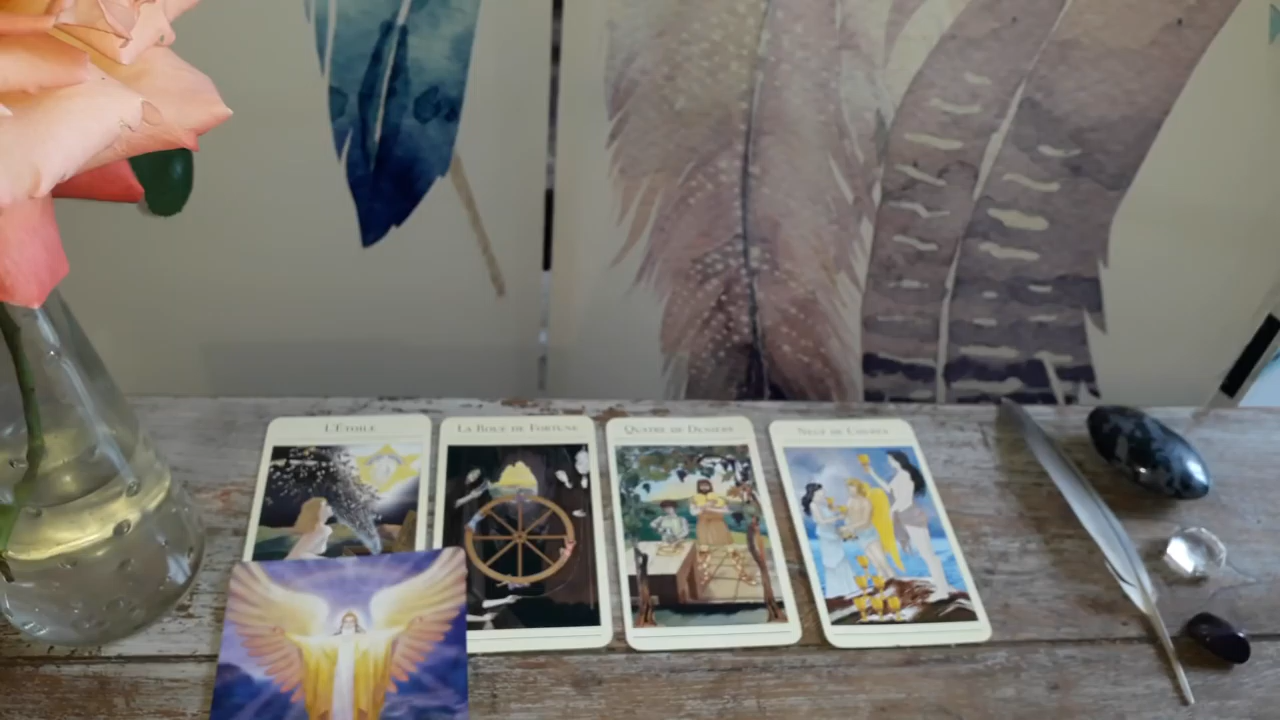 L'ÉTOILE
LA ROUE DE FORTUNE
QUATRE DE DENIERS
NEUF DE COUPES